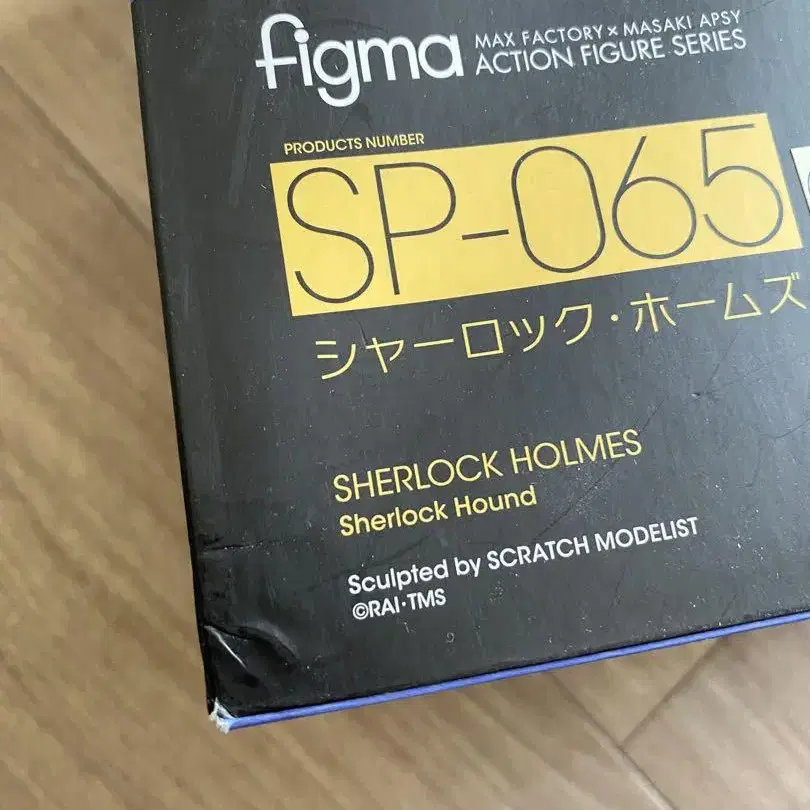 figma MAX FACTORY × MASAKI APSY
ACTION FIGURE SERIES
PRODUCTS NUMBER
SP-065
シャーロック・ホームズ
SHERLOCK HOLMES
Sherlock Hound
Sculpted by SCRATCH MODELIST
©RAI・TMS